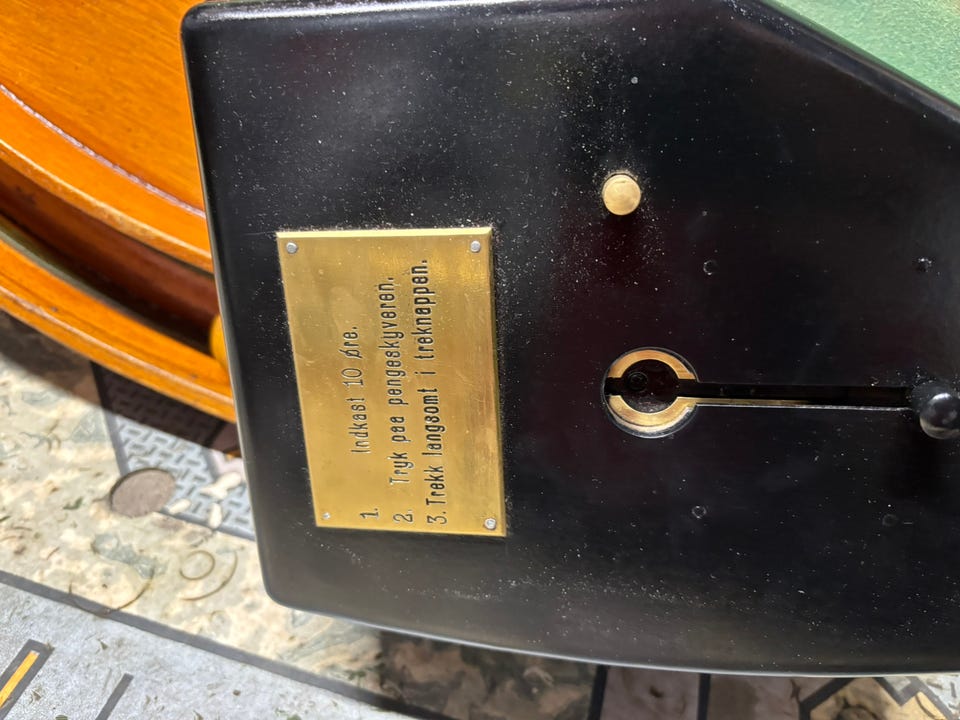 1. Indkast 10 Øre.
2. Tryk paa pengeskyveren.
3. Trekk langsomt i treknappen.